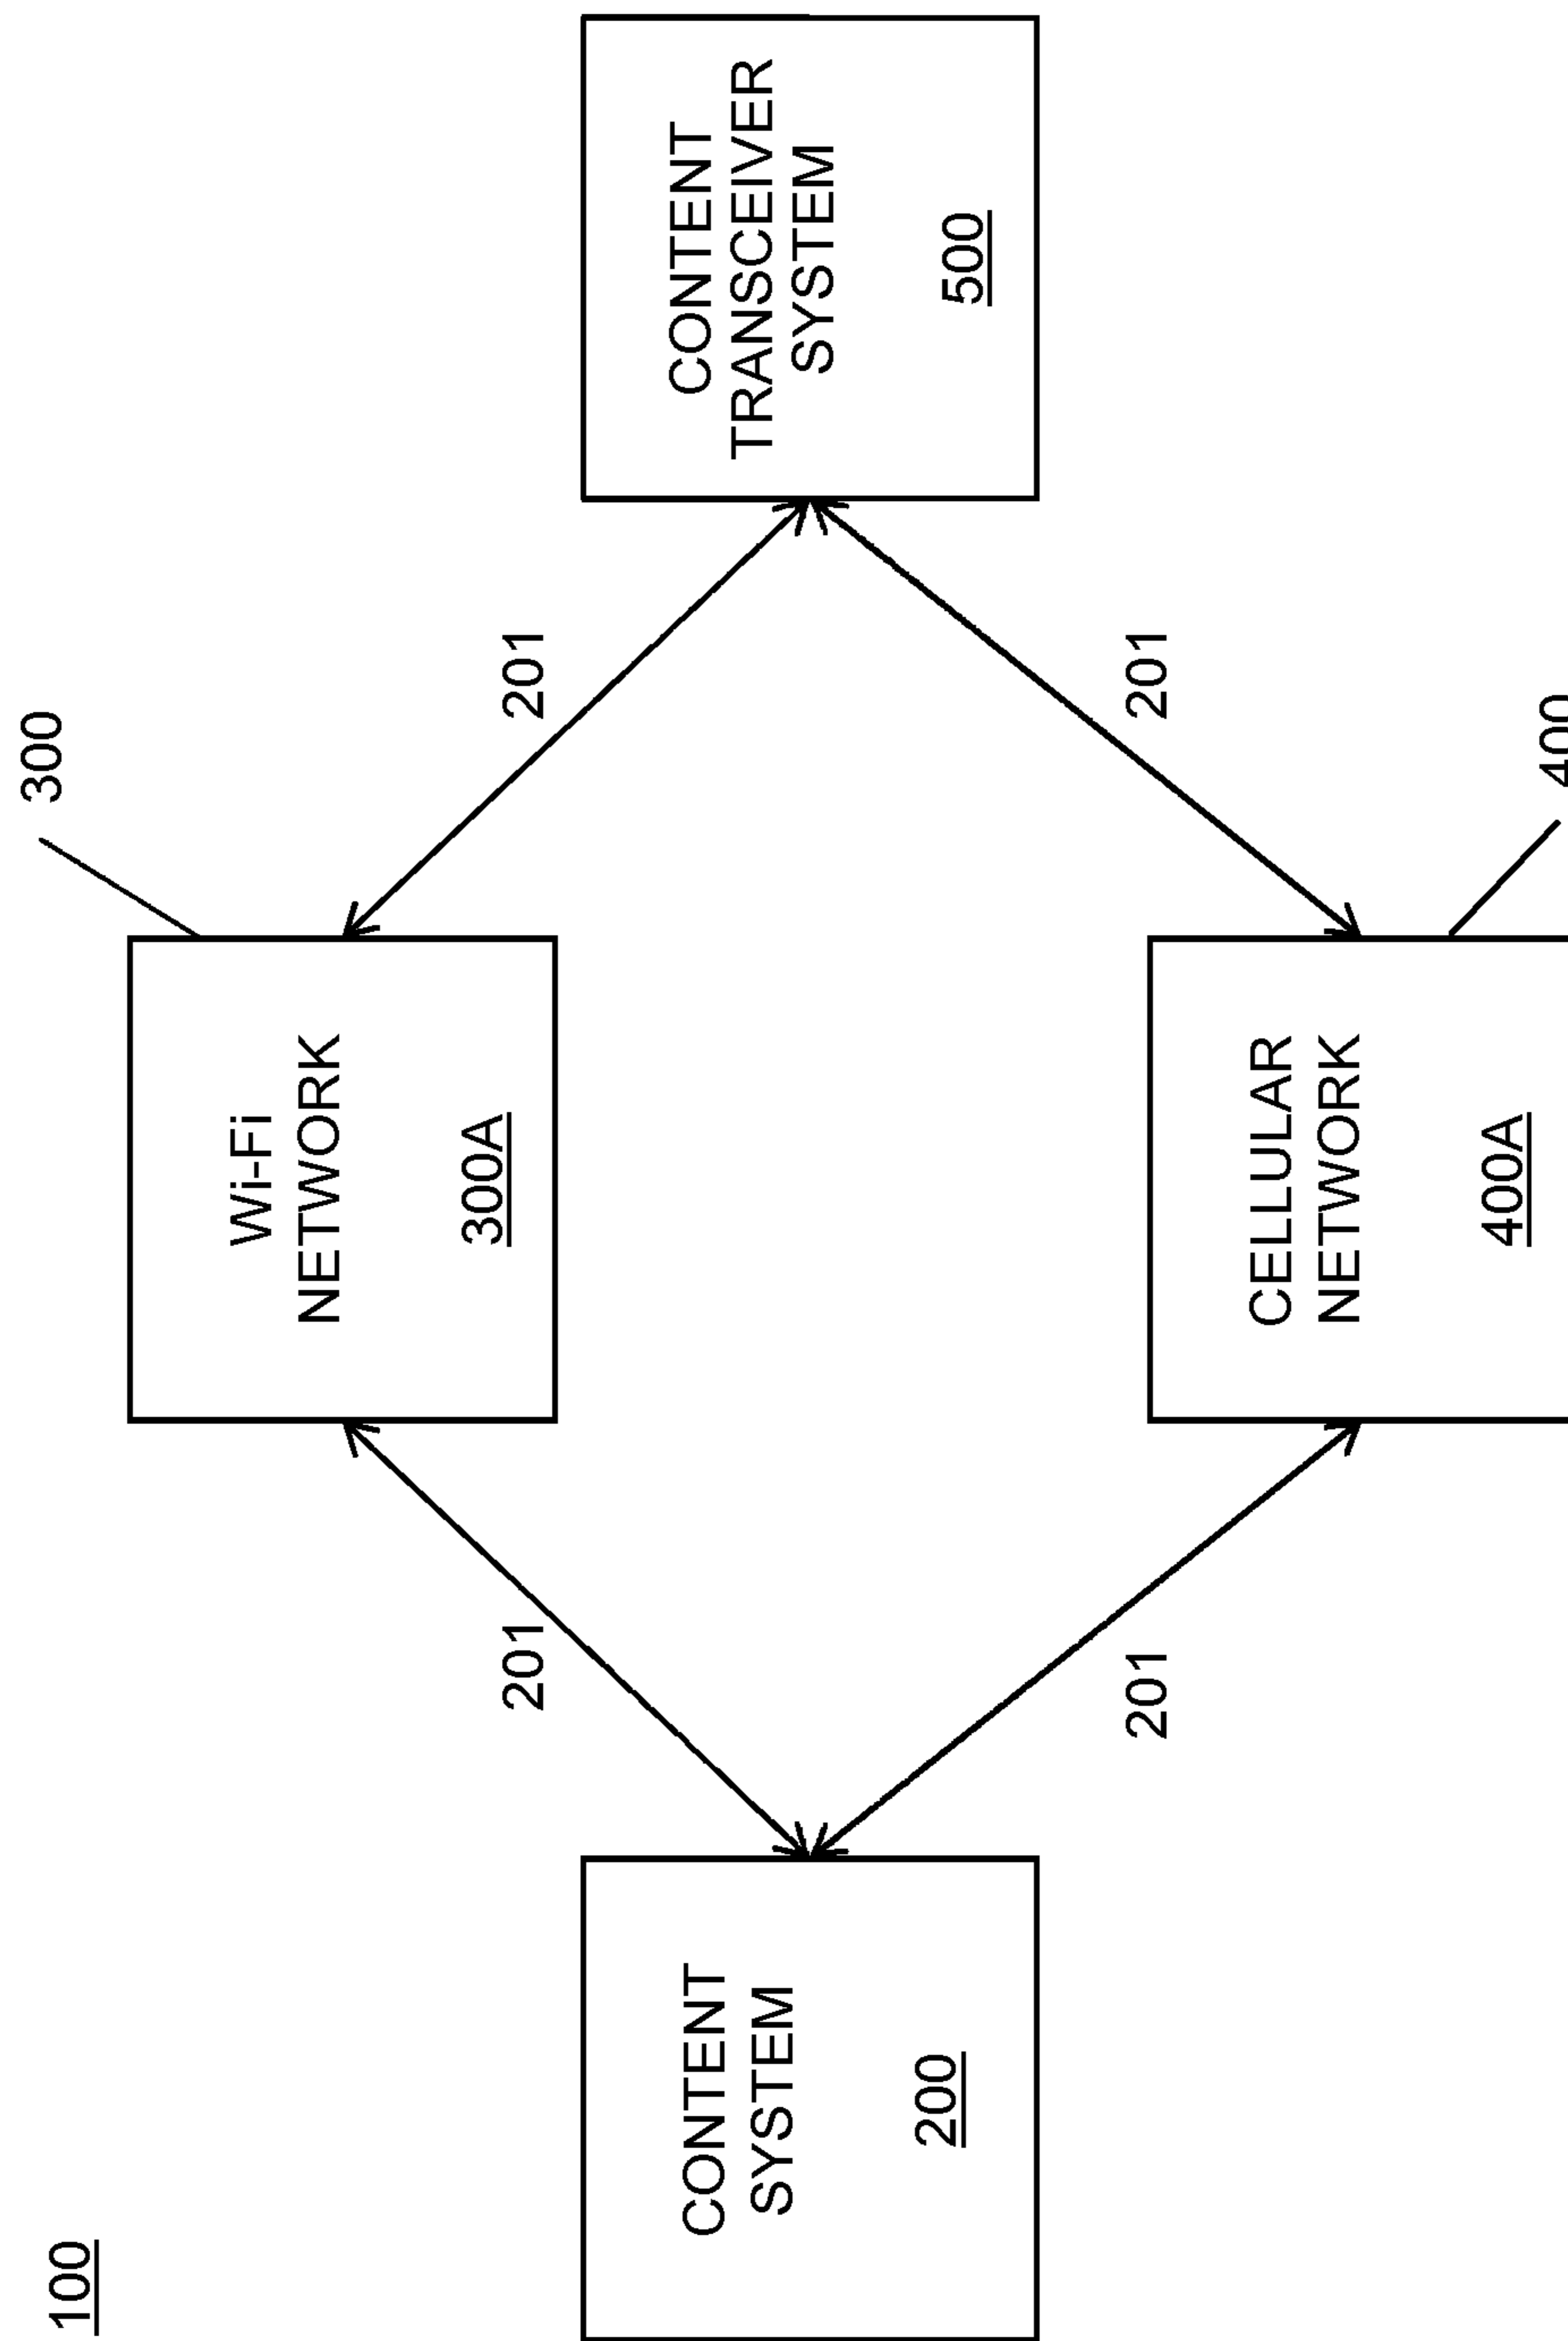 100
300
Wi-Fi
NETWORK
300A
201
201
CONTENT
SYSTEM
200
CONTENT
TRANSCEIVER
SYSTEM
500
201
201
CELLULAR
NETWORK
400A
400